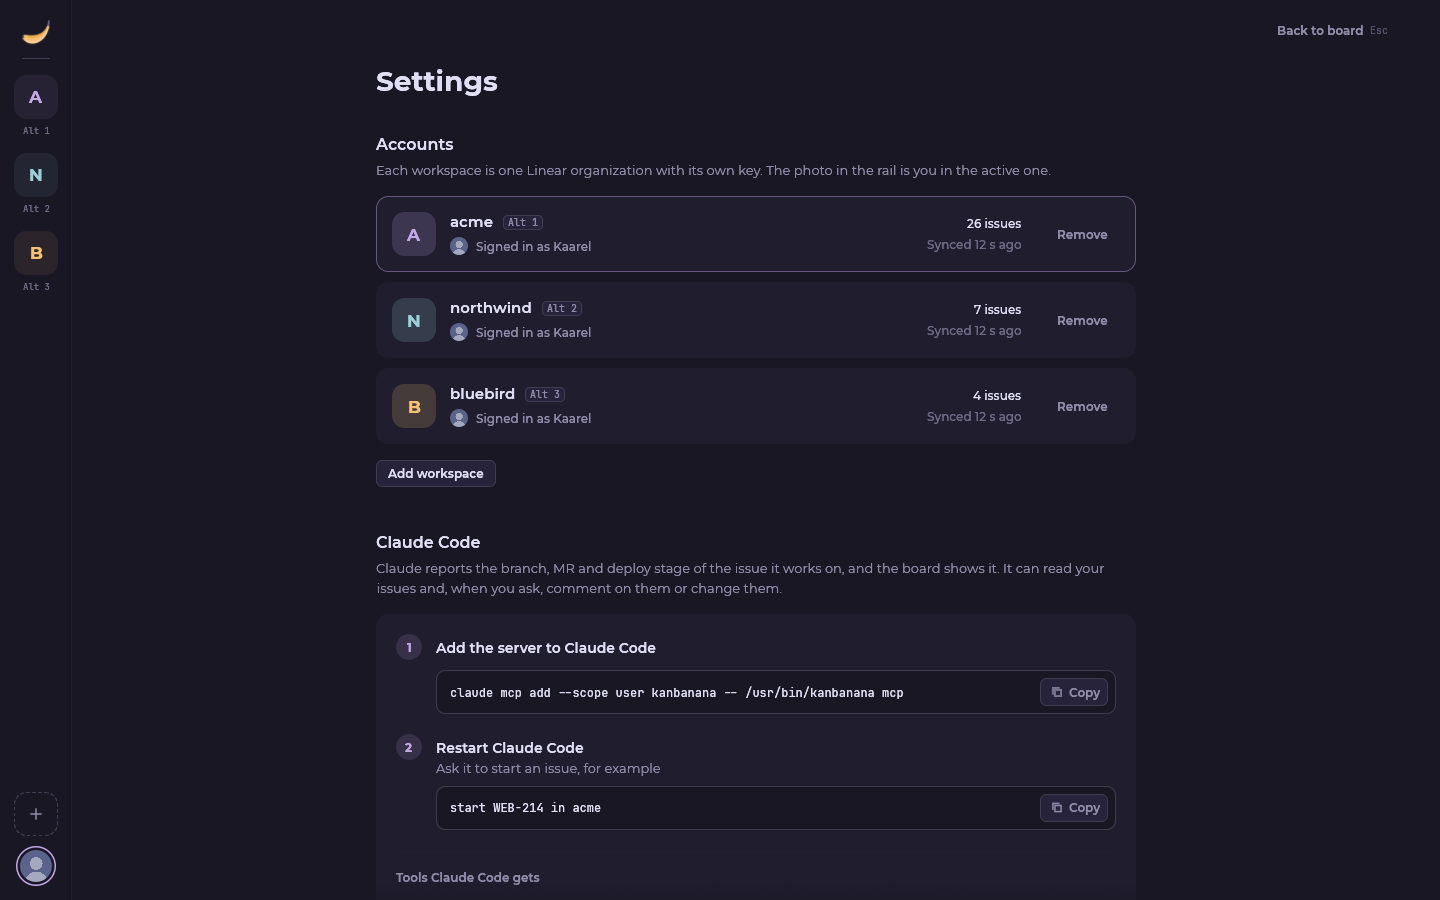 Back to board Esc
A
Alt 1
N
Alt 2
B
Alt 3
Settings
Accounts
Each workspace is one Linear organization with its own key. The photo in the rail is you in the active one.
A
acme Alt 1
Signed in as Kaarel
26 issues
Synced 12 s ago
Remove
N
northwind Alt 2
Signed in as Kaarel
7 issues
Synced 12 s ago
Remove
B
bluebird Alt 3
Signed in as Kaarel
4 issues
Synced 12 s ago
Remove
Add workspace
Claude Code
Claude reports the branch, MR and deploy stage of the issue it works on, and the board shows it. It can read your
issues and, when you ask, comment on them or change them.
1 Add the server to Claude Code
claude mcp add --scope user kanbanana -- /usr/bin/kanbanana mcp Copy
2 Restart Claude Code
Ask it to start an issue, for example
start WEB-214 in acme Copy
Tools Claude Code gets
+